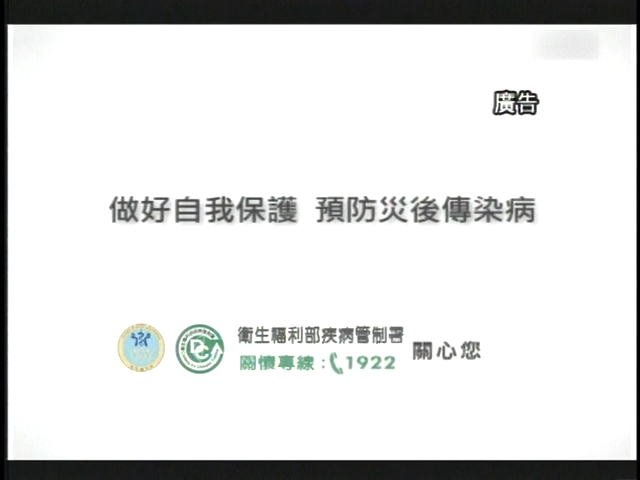 廣告
做好自我保護 預防災後傳染病
衛生福利部疾病管制署
關懷專線：1922
關心您